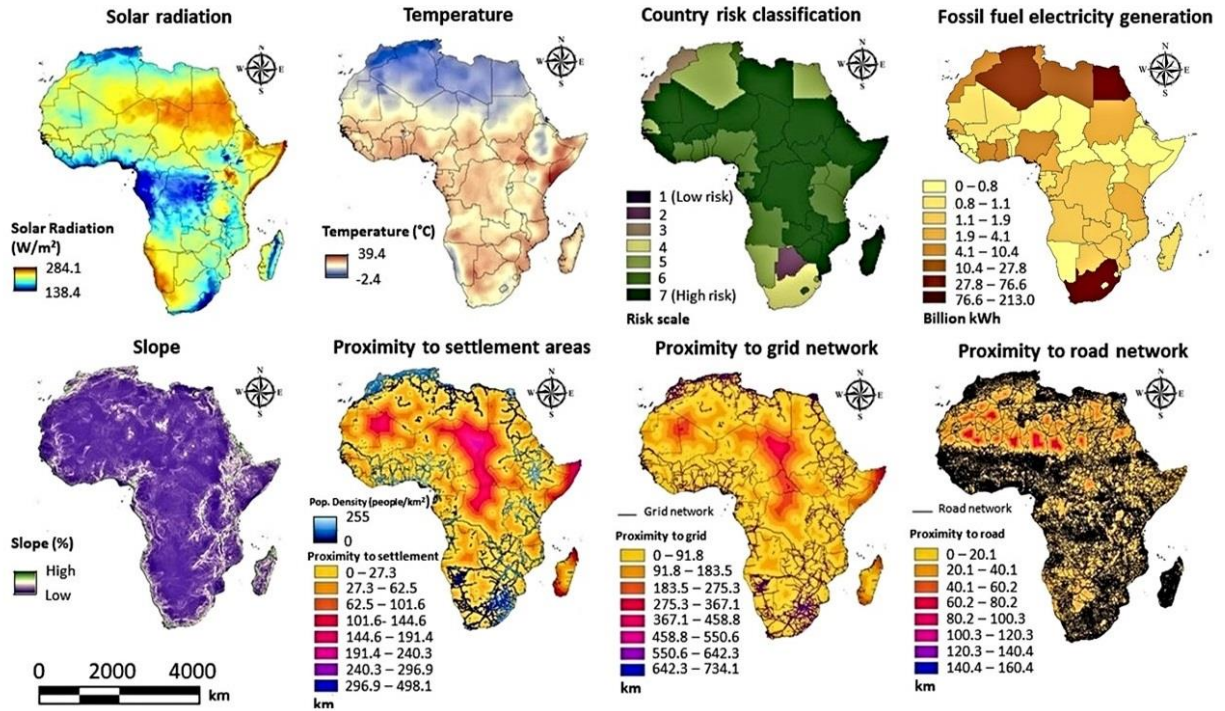 Solar radiation
Temperature
Country risk classification
Fossil fuel electricity generation
N
W E
S
N
W E
S
N
W E
S
N
W E
S
Solar Radiation
(W/m²)
284.1
138.4
Temperature (°C)
39.4
-2.4
1 (Low risk)
2
3
4
5
6
7 (High risk)
Risk scale
0 – 0.8
0.8 – 1.1
1.1 – 1.9
1.9 – 4.1
4.1 – 10.4
10.4 – 27.8
27.8 – 76.6
76.6 – 213.0
Billion kWh
Slope
Proximity to settlement areas
Proximity to grid network
Proximity to road network
N
W E
S
N
W E
S
N
W E
S
N
W E
S
Slope (%)
High
Low
0 2000 4000
km
Pop. Density (people/km²)
255
0
Proximity to settlement
0 – 27.3
27.3 – 62.5
62.5 – 101.6
101.6- 144.6
144.6 – 191.4
191.4 – 240.3
240.3 – 296.9
296.9 – 498.1
km
Grid network
Proximity to grid
0 – 91.8
91.8 – 183.5
183.5 – 275.3
275.3 – 367.1
367.1 – 458.8
458.8 – 550.6
550.6 – 642.3
642.3 – 734.1
km
Road network
Proximity to road
0 – 20.1
20.1 – 40.1
40.1 – 60.2
60.2 – 80.2
80.2 – 100.3
100.3 – 120.3
120.3 – 140.4
140.4 – 160.4
km